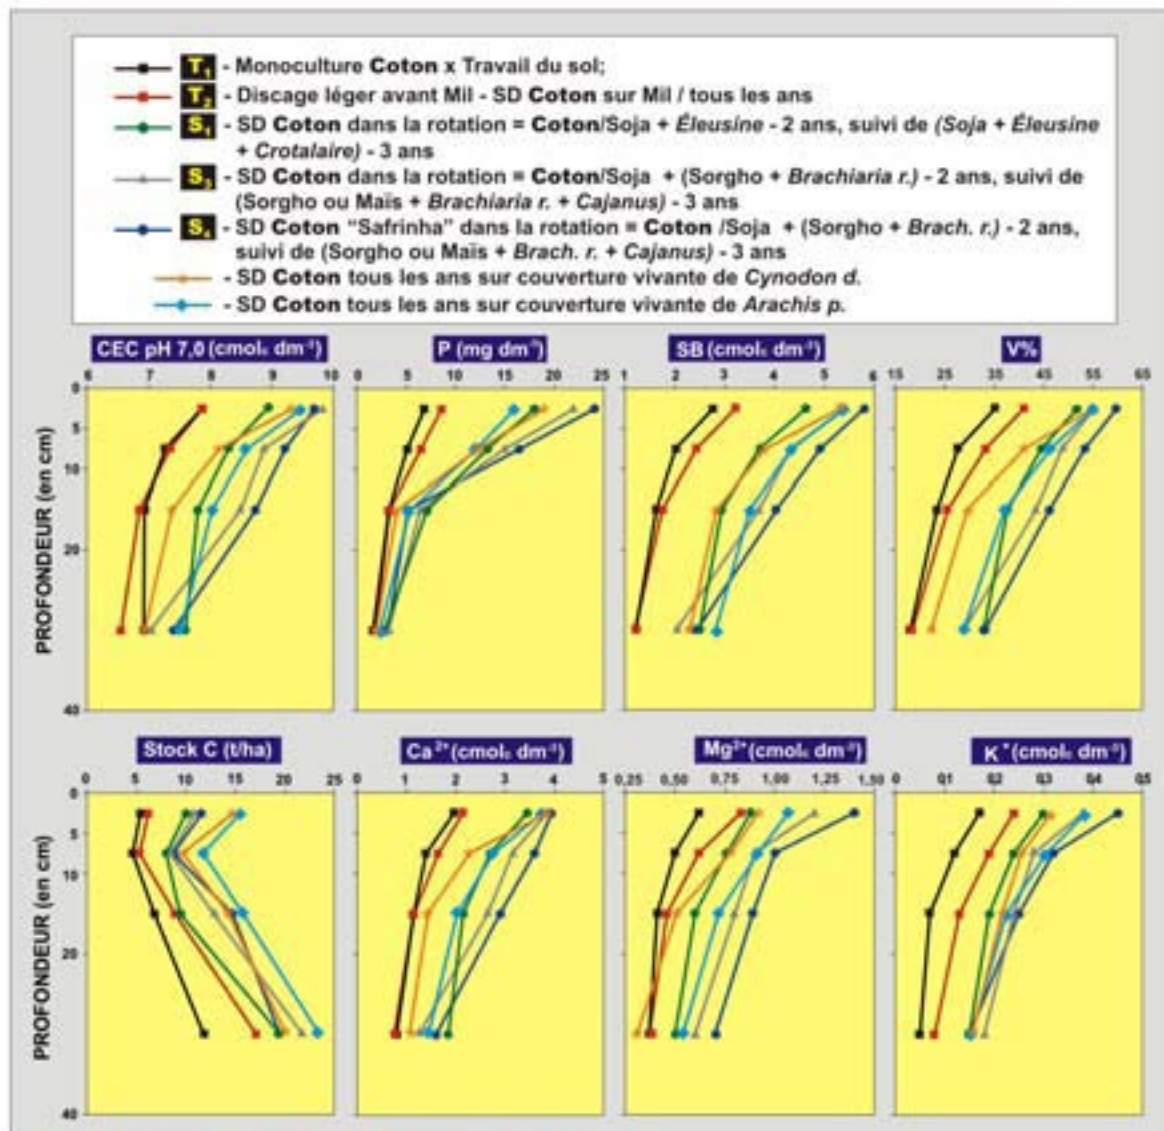 T₁ - Monoculture Coton x Travail du sol;
T₂ - Discage léger avant Mil - SD Coton sur Mil / tous les ans
S₁ - SD Coton dans la rotation = Coton/Soja + Éleusine - 2 ans, suivi de (Soja + Éleusine
+ Crotalaire) - 3 ans
S₃ - SD Coton dans la rotation = Coton/Soja + (Sorgho + Brachiaria r.) - 2 ans, suivi de
(Sorgho ou Maïs + Brachiaria r. + Cajanus) - 3 ans
S₄ - SD Coton "Safrinha" dans la rotation = Coton /Soja + (Sorgho + Brach. r.) - 2 ans,
suivi de (Sorgho ou Maïs + Brach. r. + Cajanus) - 3 ans
- SD Coton tous les ans sur couverture vivante de Cynodon d.
- SD Coton tous les ans sur couverture vivante de Arachis p.
CEC pH 7,0 (cmolc dm⁻³) P (mg dm⁻³) SB (cmolc dm⁻³) V%
6 7 8 9 10 0 5 10 15 20 25 1 2 3 4 5 6 15 25 35 45 55 65
0
5
10
20
40
PROFONDEUR (en cm)
Stock C (t/ha) Ca²⁺ (cmolc dm⁻³) Mg²⁺ (cmolc dm⁻³) K⁺ (cmolc dm⁻³)
0 5 10 15 20 25 0 1 2 3 4 5 0,25 0,50 0,75 1,00 1,25 1,50 0 0,1 0,2 0,3 0,4 0,5
0
5
10
20
40
PROFONDEUR (en cm)